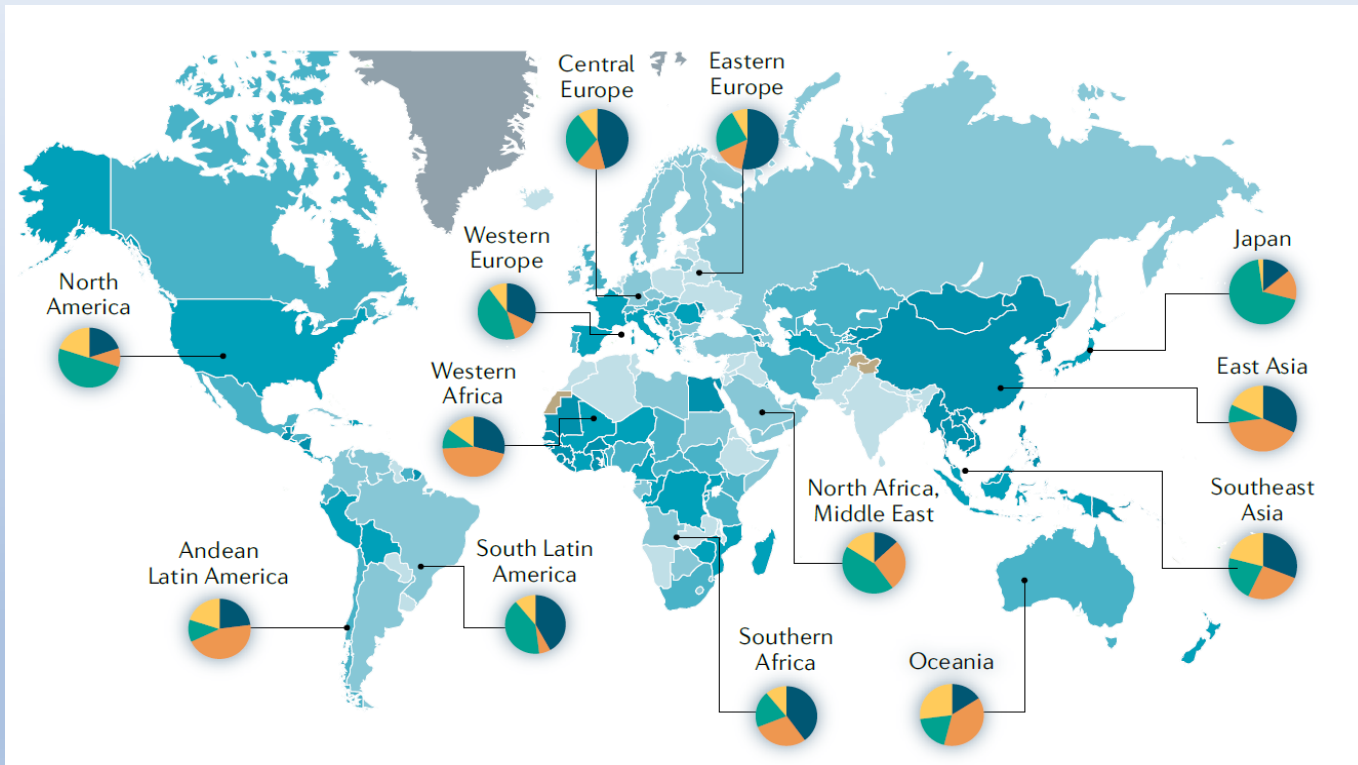 Central
Europe
Eastern
Europe
Western
Europe
Japan
North
America
East Asia
Western
Africa
Southeast
Asia
North Africa,
Middle East
Andean
Latin America
South Latin
America
Southern
Africa
Oceania